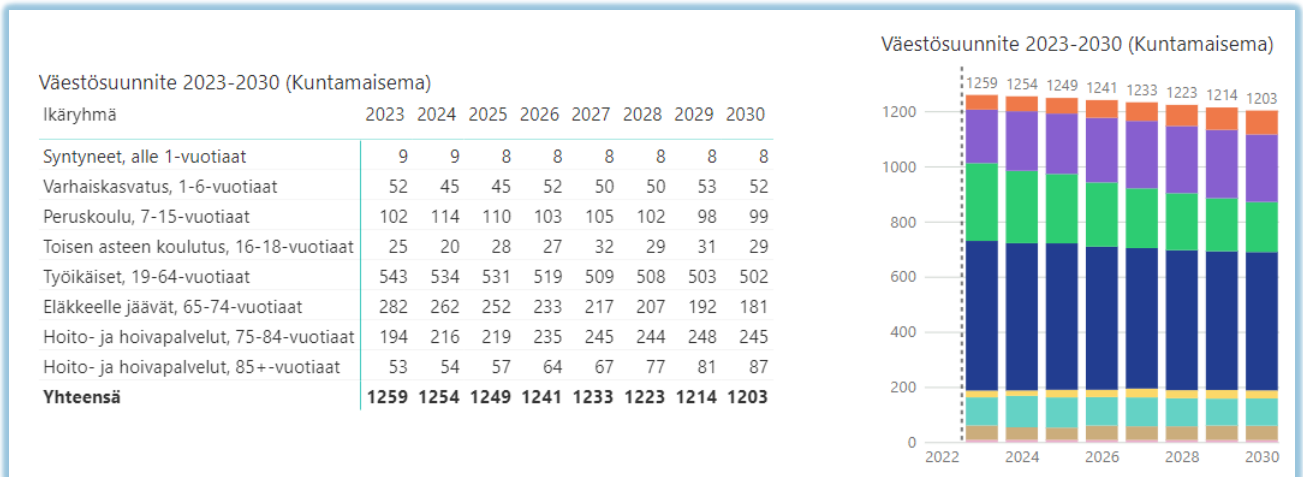 Väestösuunnite 2023-2030 (Kuntamaisema)
Ikäryhmä 2023 2024 2025 2026 2027 2028 2029 2030
Syntyneet, alle 1-vuotiaat 9 9 8 8 8 8 8 8
Varhaiskasvatus, 1-6-vuotiaat 52 45 45 52 50 50 53 52
Peruskoulu, 7-15-vuotiaat 102 114 110 103 105 102 98 99
Toisen asteen koulutus, 16-18-vuotiaat 25 20 28 27 32 29 31 29
Työikäiset, 19-64-vuotiaat 543 534 531 519 509 508 503 502
Eläkkeelle jäävät, 65-74-vuotiaat 282 262 252 233 217 207 192 181
Hoito- ja hoivapalvelut, 75-84-vuotiaat 194 216 219 235 245 244 248 245
Hoito- ja hoivapalvelut, 85+-vuotiaat 53 54 57 64 67 77 81 87
Yhteensä 1259 1254 1249 1241 1233 1223 1214 1203
Väestösuunnite 2023-2030 (Kuntamaisema)
1259 1254 1249 1241 1233 1223 1214 1203
1200
1000
800
600
400
200
0
2022 2024 2026 2028 2030